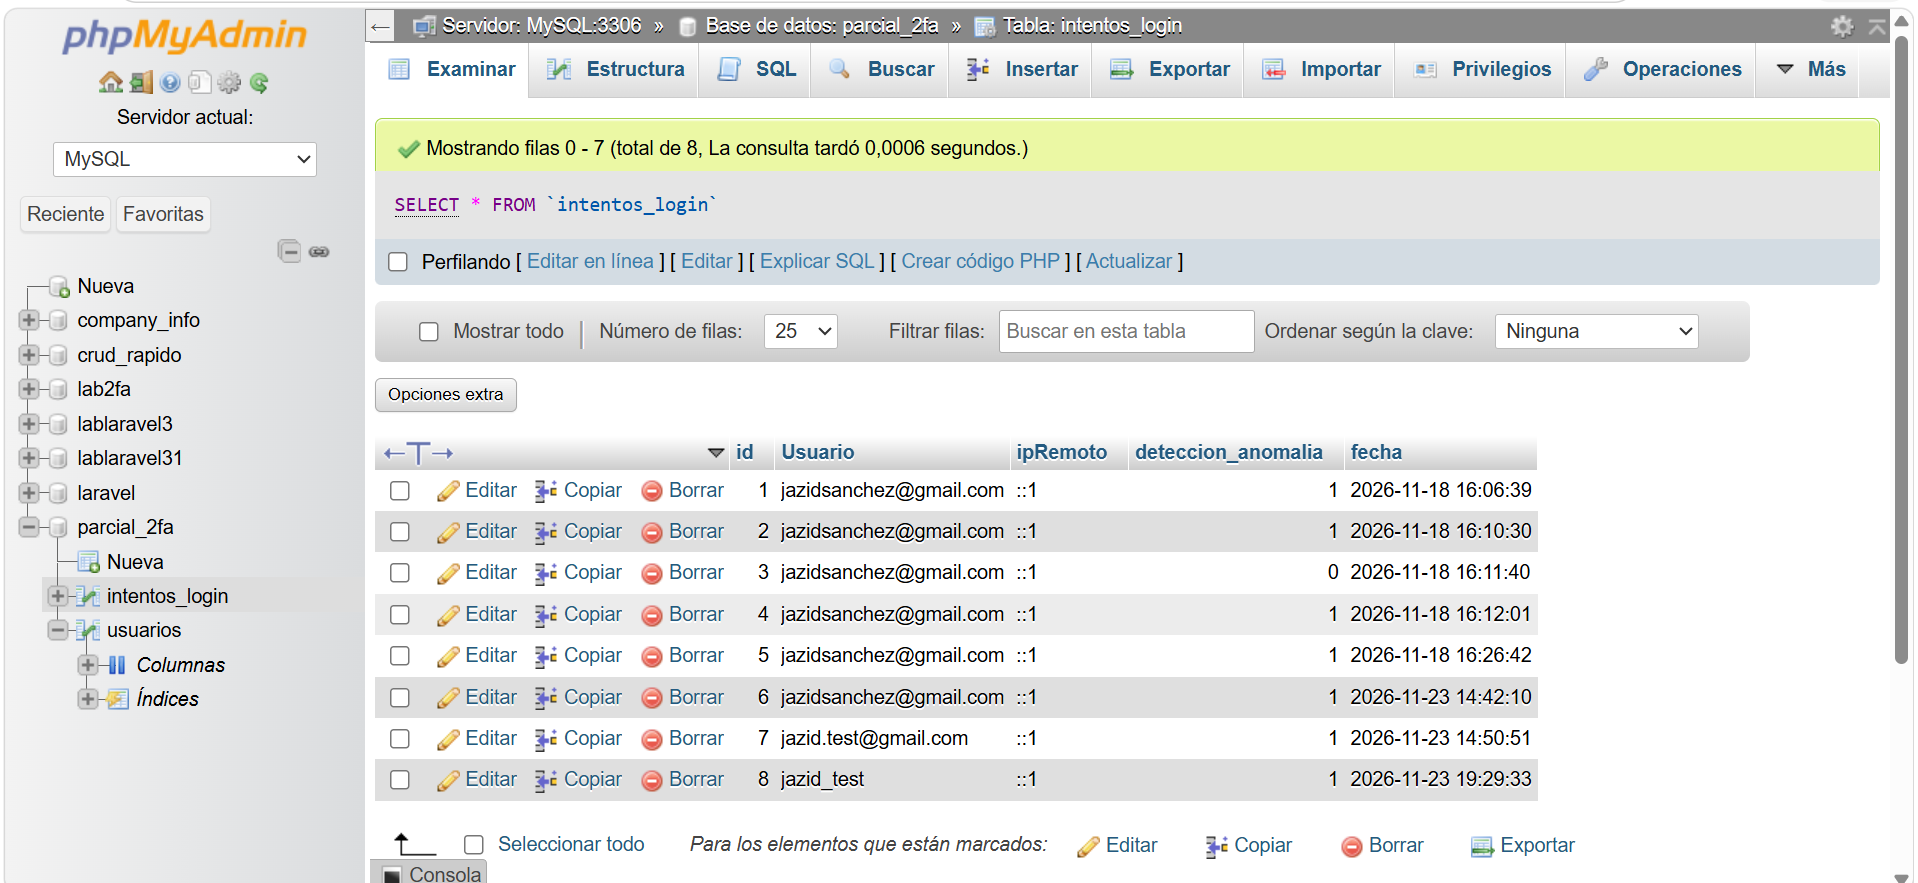 phpMyAdmin
Servidor actual:
MySQL
Reciente Favoritas
Nueva
company_info
crud_rapido
lab2fa
lablaravel3
lablaravel31
laravel
parcial_2fa
Nueva
intentos_login
usuarios
Columnas
Índices
Servidor: MySQL:3306 » Base de datos: parcial_2fa » Tabla: intentos_login
Examinar Estructura SQL Buscar Insertar Exportar Importar Privilegios Operaciones Más
Mostrando filas 0 - 7 (total de 8, La consulta tardó 0,0006 segundos.)
SELECT * FROM `intentos_login`
Perfilando [ Editar en línea ] [ Editar ] [ Explicar SQL ] [ Crear código PHP ] [ Actualizar ]
Mostrar todo | Número de filas: 25 Filtrar filas: Buscar en esta tabla Ordenar según la clave: Ninguna
Opciones extra
←T→ id Usuario ipRemoto deteccion_anomalia fecha
Editar Copiar Borrar 1 jazidsanchez@gmail.com ::1 1 2026-11-18 16:06:39
Editar Copiar Borrar 2 jazidsanchez@gmail.com ::1 1 2026-11-18 16:10:30
Editar Copiar Borrar 3 jazidsanchez@gmail.com ::1 0 2026-11-18 16:11:40
Editar Copiar Borrar 4 jazidsanchez@gmail.com ::1 1 2026-11-18 16:12:01
Editar Copiar Borrar 5 jazidsanchez@gmail.com ::1 1 2026-11-18 16:26:42
Editar Copiar Borrar 6 jazidsanchez@gmail.com ::1 1 2026-11-23 14:42:10
Editar Copiar Borrar 7 jazid.test@gmail.com ::1 1 2026-11-23 14:50:51
Editar Copiar Borrar 8 jazid_test ::1 1 2026-11-23 19:29:33
Seleccionar todo Para los elementos que están marcados: Editar Copiar Borrar Exportar
Consola